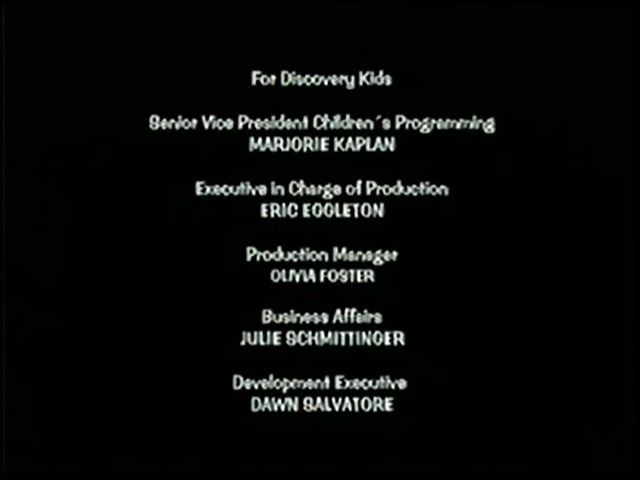 For Discovery Kids
Senior Vice President Children´s Programming
MARJORIE KAPLAN
Executive in Charge of Production
ERIC EGGLETON
Production Manager
OLIVIA FOSTER
Business Affairs
JULIE SCHMITTINGER
Development Executive
DAWN SALVATORE